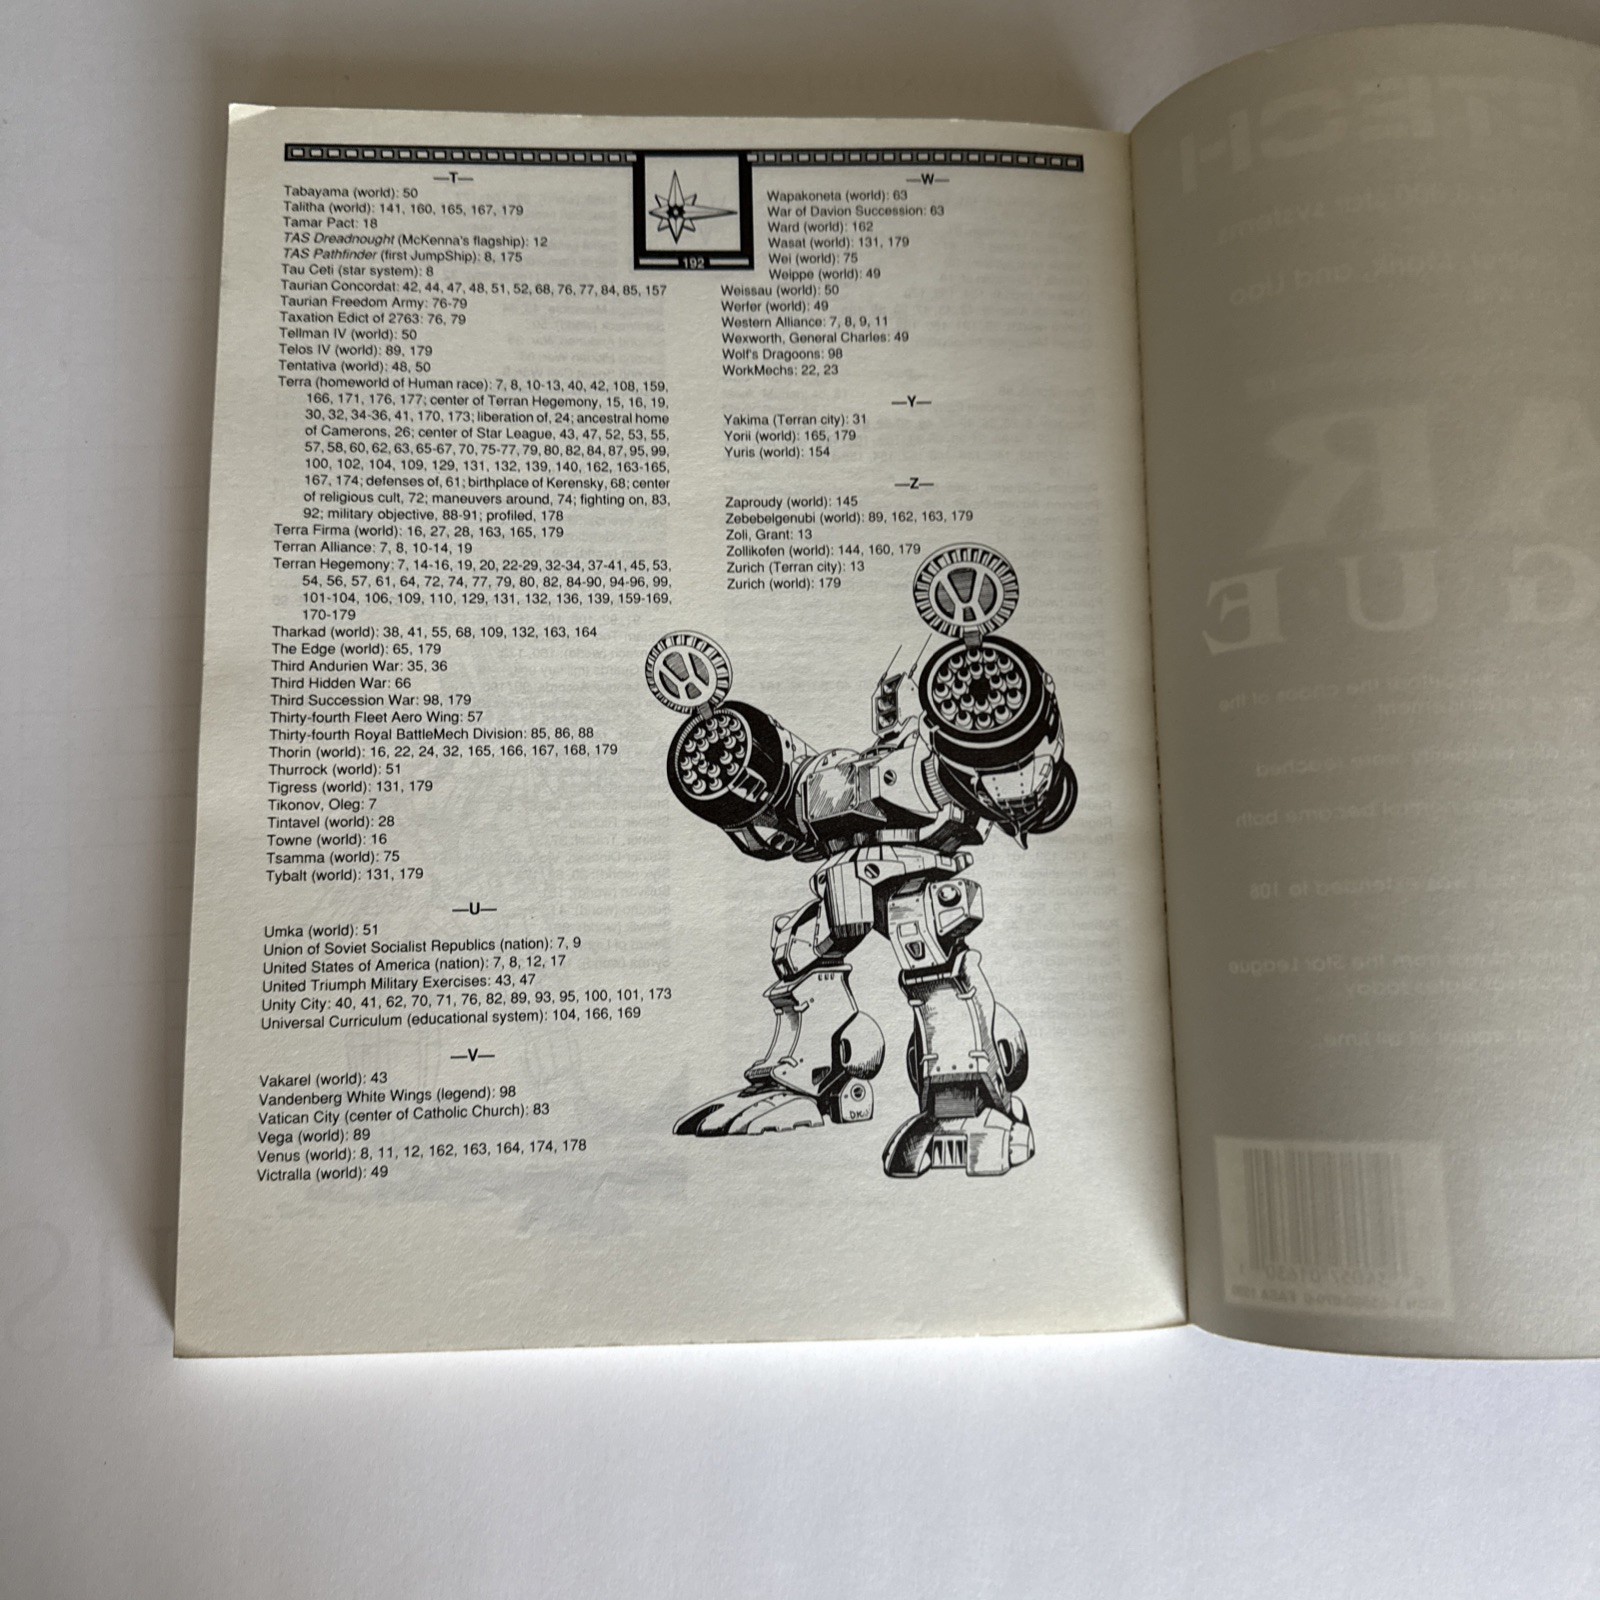 192
—T—
Tabayama (world): 50
Talitha (world): 141, 160, 165, 167, 179
Tamar Pact: 18
TAS Dreadnought (McKenna's flagship): 12
TAS Pathfinder (first JumpShip): 8, 175
Tau Ceti (star system): 8
Taurian Concordat: 42, 44, 47, 48, 51, 52, 68, 76, 77, 84, 85, 157
Taurian Freedom Army: 76-79
Taxation Edict of 2763: 76, 79
Tellman IV (world): 50
Telos IV (world): 89, 179
Tentativa (world): 48, 50
Terra (homeworld of Human race): 7, 8, 10-13, 40, 42, 108, 159,
166, 171, 176, 177; center of Terran Hegemony, 15, 16, 19,
30, 32, 34-36, 41, 170, 173; liberation of, 24; ancestral home
of Camerons, 26; center of Star League, 43, 47, 52, 53, 55,
57, 58, 60, 62, 63, 65-67, 70, 75-77, 79, 80, 82, 84, 87, 95, 99,
100, 102, 104, 109, 129, 131, 132, 139, 140, 162, 163-165,
167, 174; defenses of, 61; birthplace of Kerensky, 68; center
of religious cult, 72; maneuvers around, 74; fighting on, 83,
92; military objective, 88-91; profiled, 178
Terra Firma (world): 16, 27, 28, 163, 165, 179
Terran Alliance: 7, 8, 10-14, 19
Terran Hegemony: 7, 14-16, 19, 20, 22-29, 32-34, 37-41, 45, 53,
54, 56, 57, 61, 64, 72, 74, 77, 79, 80, 82, 84-90, 94-96, 99,
101-104, 106, 109, 110, 129, 131, 132, 136, 139, 159-169,
170-179
Tharkad (world): 38, 41, 55, 68, 109, 132, 163, 164
The Edge (world): 65, 179
Third Andurien War: 35, 36
Third Hidden War: 66
Third Succession War: 98, 179
Thirty-fourth Fleet Aero Wing: 57
Thirty-fourth Royal BattleMech Division: 85, 86, 88
Thorin (world): 16, 22, 24, 32, 165, 166, 167, 168, 179
Thurrock (world): 51
Tigress (world): 131, 179
Tikonov, Oleg: 7
Tintavel (world): 28
Towne (world): 16
Tsamma (world): 75
Tybalt (world): 131, 179
—U—
Umka (world): 51
Union of Soviet Socialist Republics (nation): 7, 9
United States of America (nation): 7, 8, 12, 17
United Triumph Military Exercises: 43, 47
Unity City: 40, 41, 62, 70, 71, 76, 82, 89, 93, 95, 100, 101, 173
Universal Curriculum (educational system): 104, 166, 169
—V—
Vakarel (world): 43
Vandenberg White Wings (legend): 98
Vatican City (center of Catholic Church): 83
Vega (world): 89
Venus (world): 8, 11, 12, 162, 163, 164, 174, 178
Victralla (world): 49
—W—
Wapakoneta (world): 63
War of Davion Succession: 63
Ward (world): 162
Wasat (world): 131, 179
Wei (world): 75
Weippe (world): 49
Weissau (world): 50
Werfer (world): 49
Western Alliance: 7, 8, 9, 11
Wexworth, General Charles: 49
Wolf's Dragoons: 98
WorkMechs: 22, 23
—Y—
Yakima (Terran city): 31
Yorii (world): 165, 179
Yuris (world): 154
—Z—
Zaproudy (world): 145
Zebebelgenubi (world): 89, 162, 163, 179
Zoli, Grant: 13
Zollikofen (world): 144, 160, 179
Zurich (Terran city): 13
Zurich (world): 179